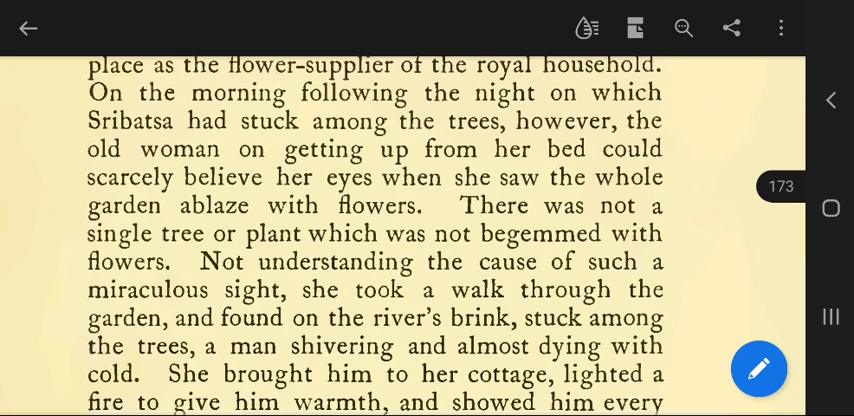 place as the flower-supplier of the royal household.
On the morning following the night on which
Sribatsa had stuck among the trees, however, the
old woman on getting up from her bed could
scarcely believe her eyes when she saw the whole
garden ablaze with flowers. There was not a
single tree or plant which was not begemmed with
flowers. Not understanding the cause of such a
miraculous sight, she took a walk through the
garden, and found on the river's brink, stuck among
the trees, a man shivering and almost dying with
cold. She brought him to her cottage, lighted a
fire to give him warmth, and showed him every
173